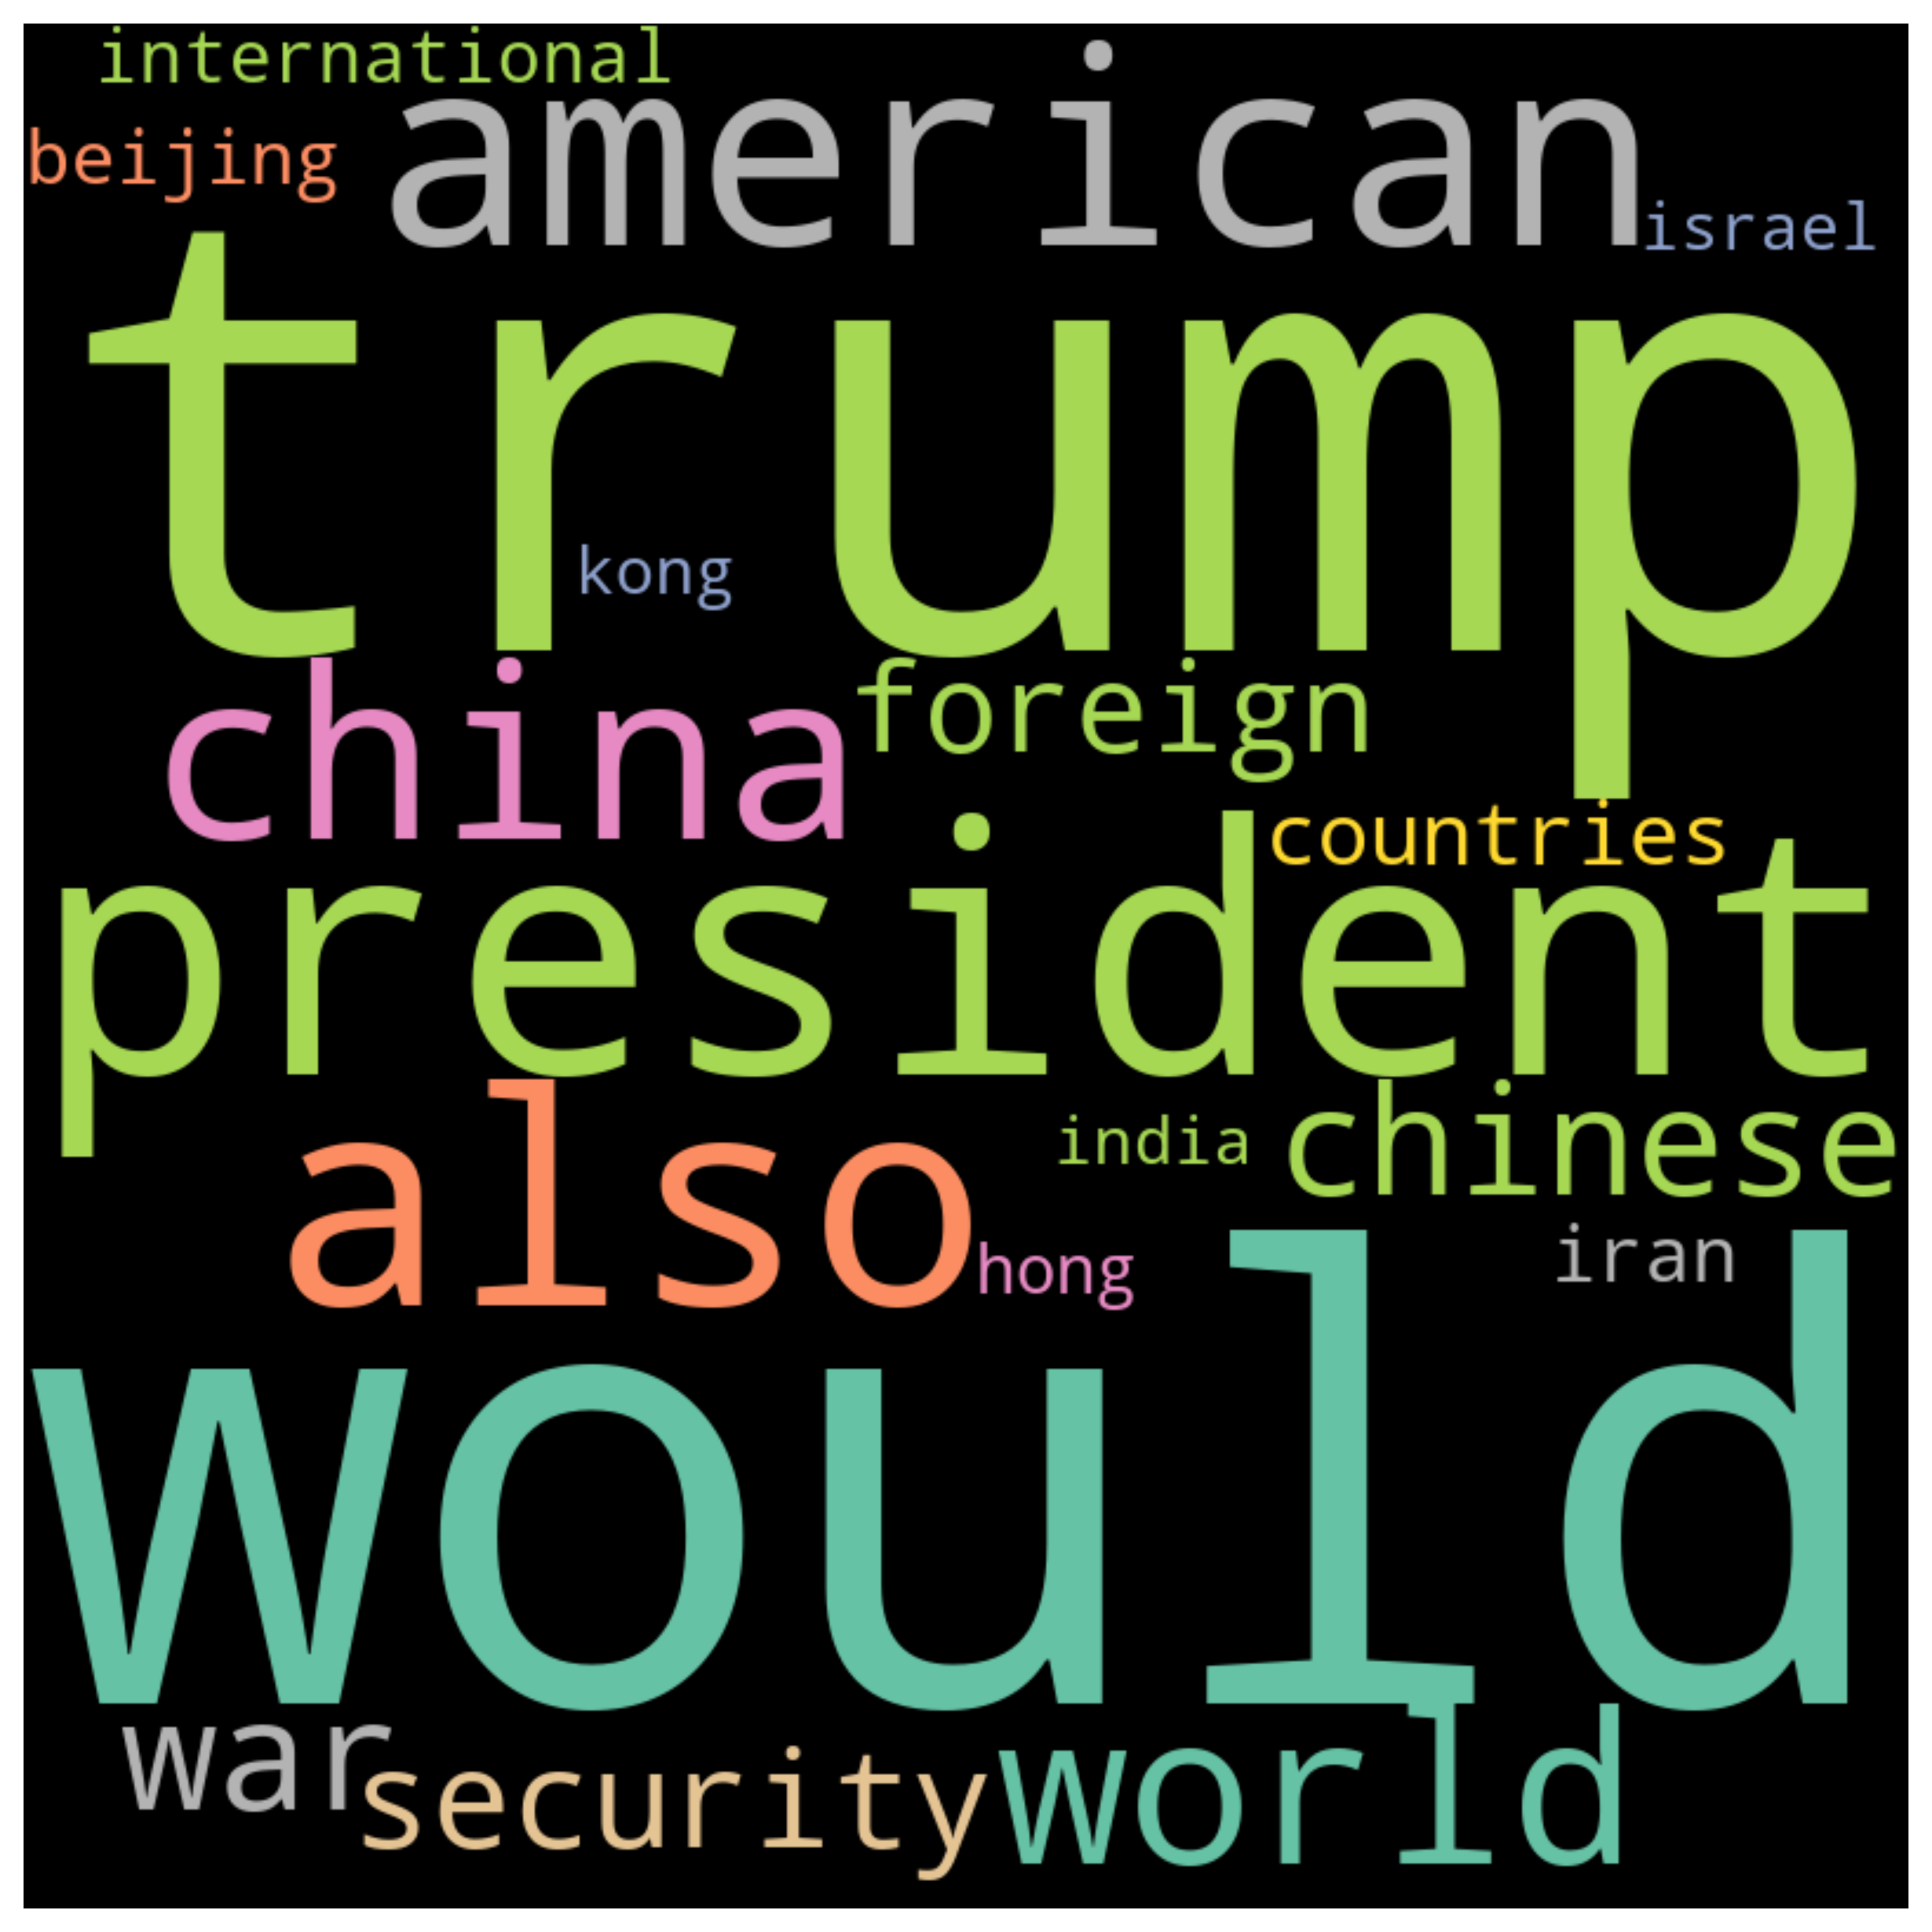 international
american
beijing
israel
trump
kong
china
foreign
countries
president
also
india
chinese
hong
iran
would
war
security
world